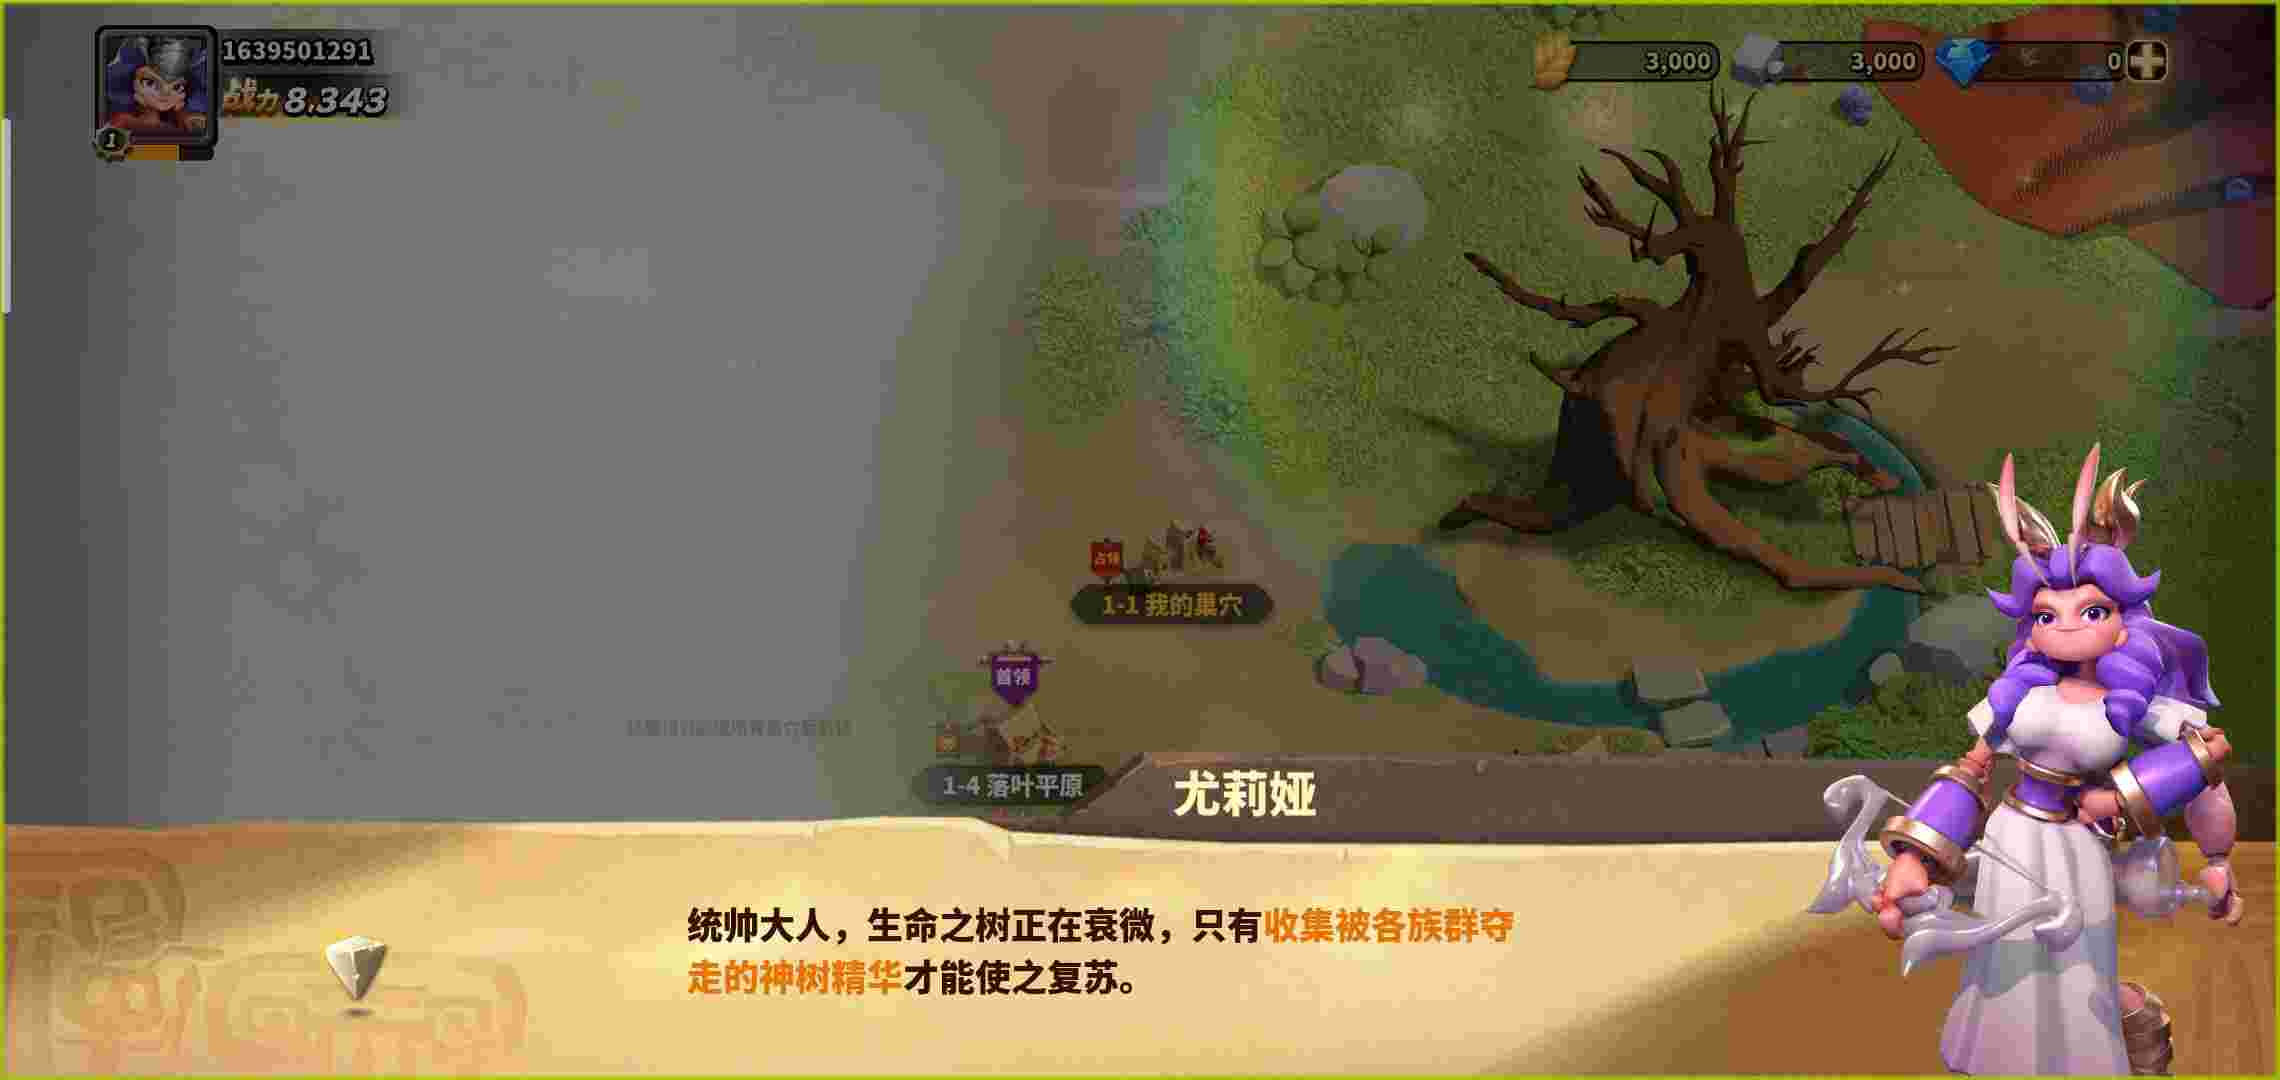 1639501291
战力 8,343
1
3,000
3,000
0
占领
1-1 我的巢穴
首领
1-4 落叶平原
尤莉娅
统帅大人，生命之树正在衰微，只有收集被各族群夺
走的神树精华才能使之复苏。